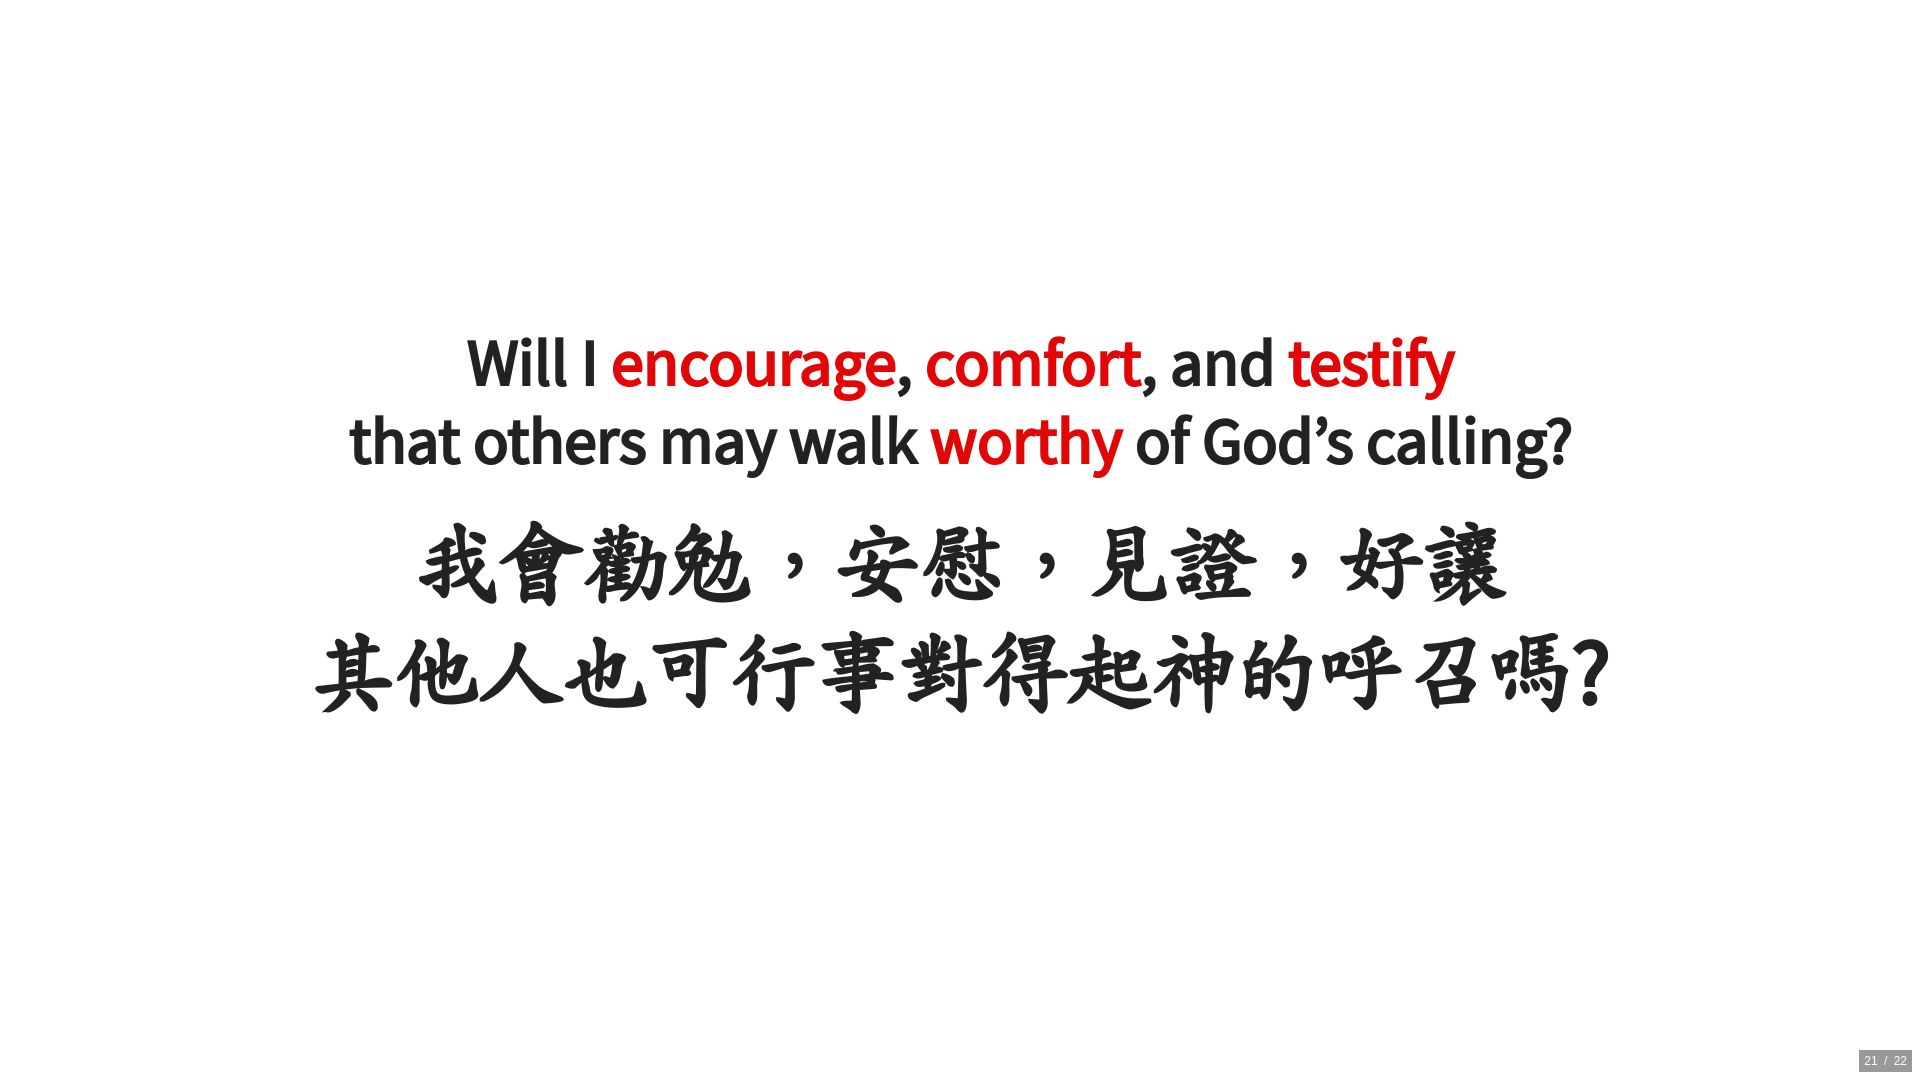 Will I encourage, comfort, and testify
that others may walk worthy of God’s calling?
我會勸勉，安慰，見證，好讓
其他人也可行事對得起神的呼召嗎?
21 / 22